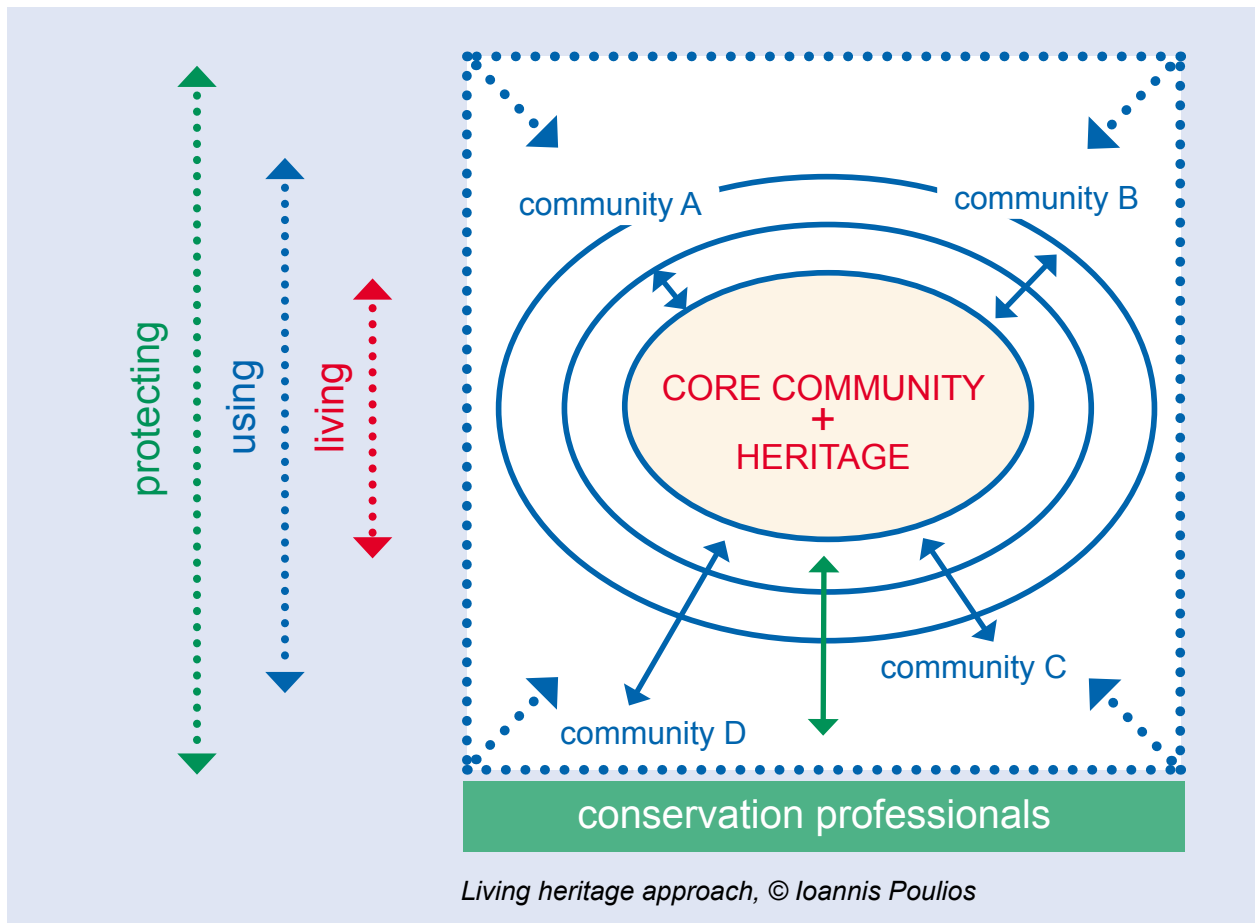 protecting
using
living
community A
community B
CORE COMMUNITY
+
HERITAGE
community C
community D
conservation professionals
Living heritage approach, © Ioannis Poulios